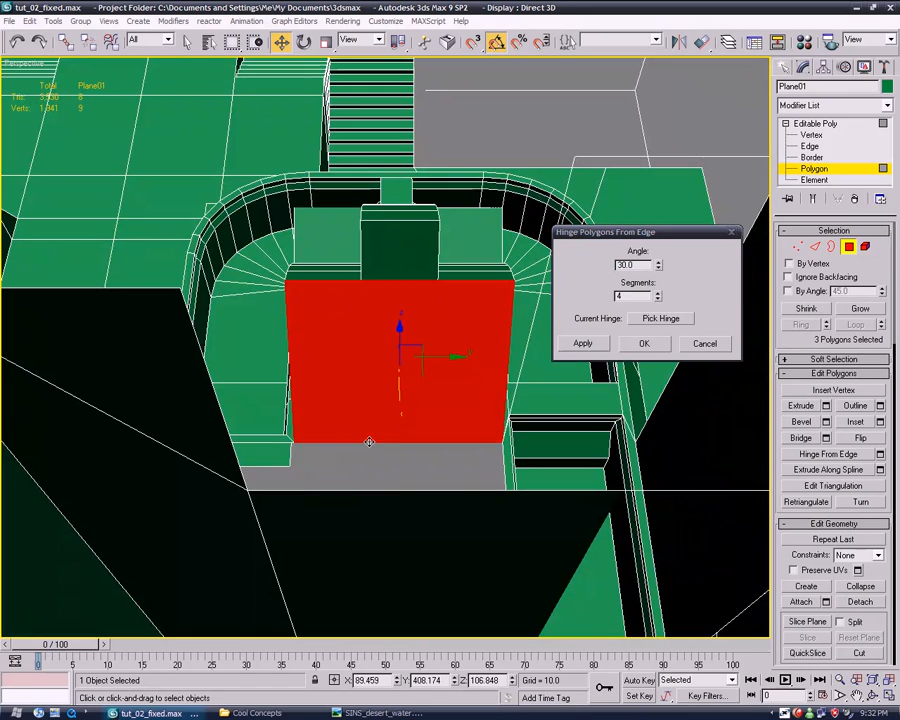 tut_02_fixed.max - Project Folder: C:\Documents and Settings\Me\My Documents\3dsmax - Autodesk 3ds Max 9 SP2 - Display : Direct 3D
File Edit Tools Group Views Create Modifiers reactor Animation Graph Editors Rendering Customize MAXScript Help
All View View
Perspective
Total Plane01
Tris: 8
Verts: 9
Plane01
Modifier List
Editable Poly
Vertex
Edge
Border
Polygon
Element
Hinge Polygons From Edge
Angle:
30.0
Segments:
4
Current Hinge: Pick Hinge
Apply OK Cancel
Selection
By Vertex
Ignore Backfacing
By Angle: 45.0
Shrink Grow
Ring Loop
3 Polygons Selected
Soft Selection
Edit Polygons
Insert Vertex
Extrude Outline
Bevel Inset
Bridge Flip
Hinge From Edge
Extrude Along Spline
Edit Triangulation
Retriangulate Turn
Edit Geometry
Repeat Last
Constraints: None
Preserve UVs
Create Collapse
Attach Detach
Slice Plane Split
Slice Reset Plane
QuickSlice Cut
0 / 100
0 10 15 20 25 30 35 40 45 50 55 60 65 70 75 80 85 90 95 100
1 Object Selected X: 89.459 Y: 408.174 Z: 106.848 Grid = 10.0 Auto Key Selected
Click or click-and-drag to select objects Add Time Tag Set Key Key Filters... 0
tut_02_fixed.max ... Cool Concepts SINS_desert_water.... 9:32 PM